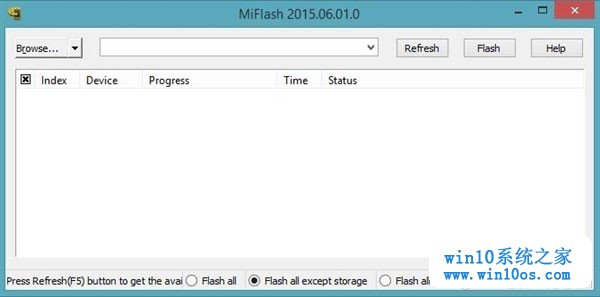 MiFlash 2015.06.01.0
Browse... Refresh Flash Help
Index Device Progress Time Status
Press Refresh(F5) button to get the avai Flash all Flash all except storage Flash al
win10系统之家
www.win10os.com